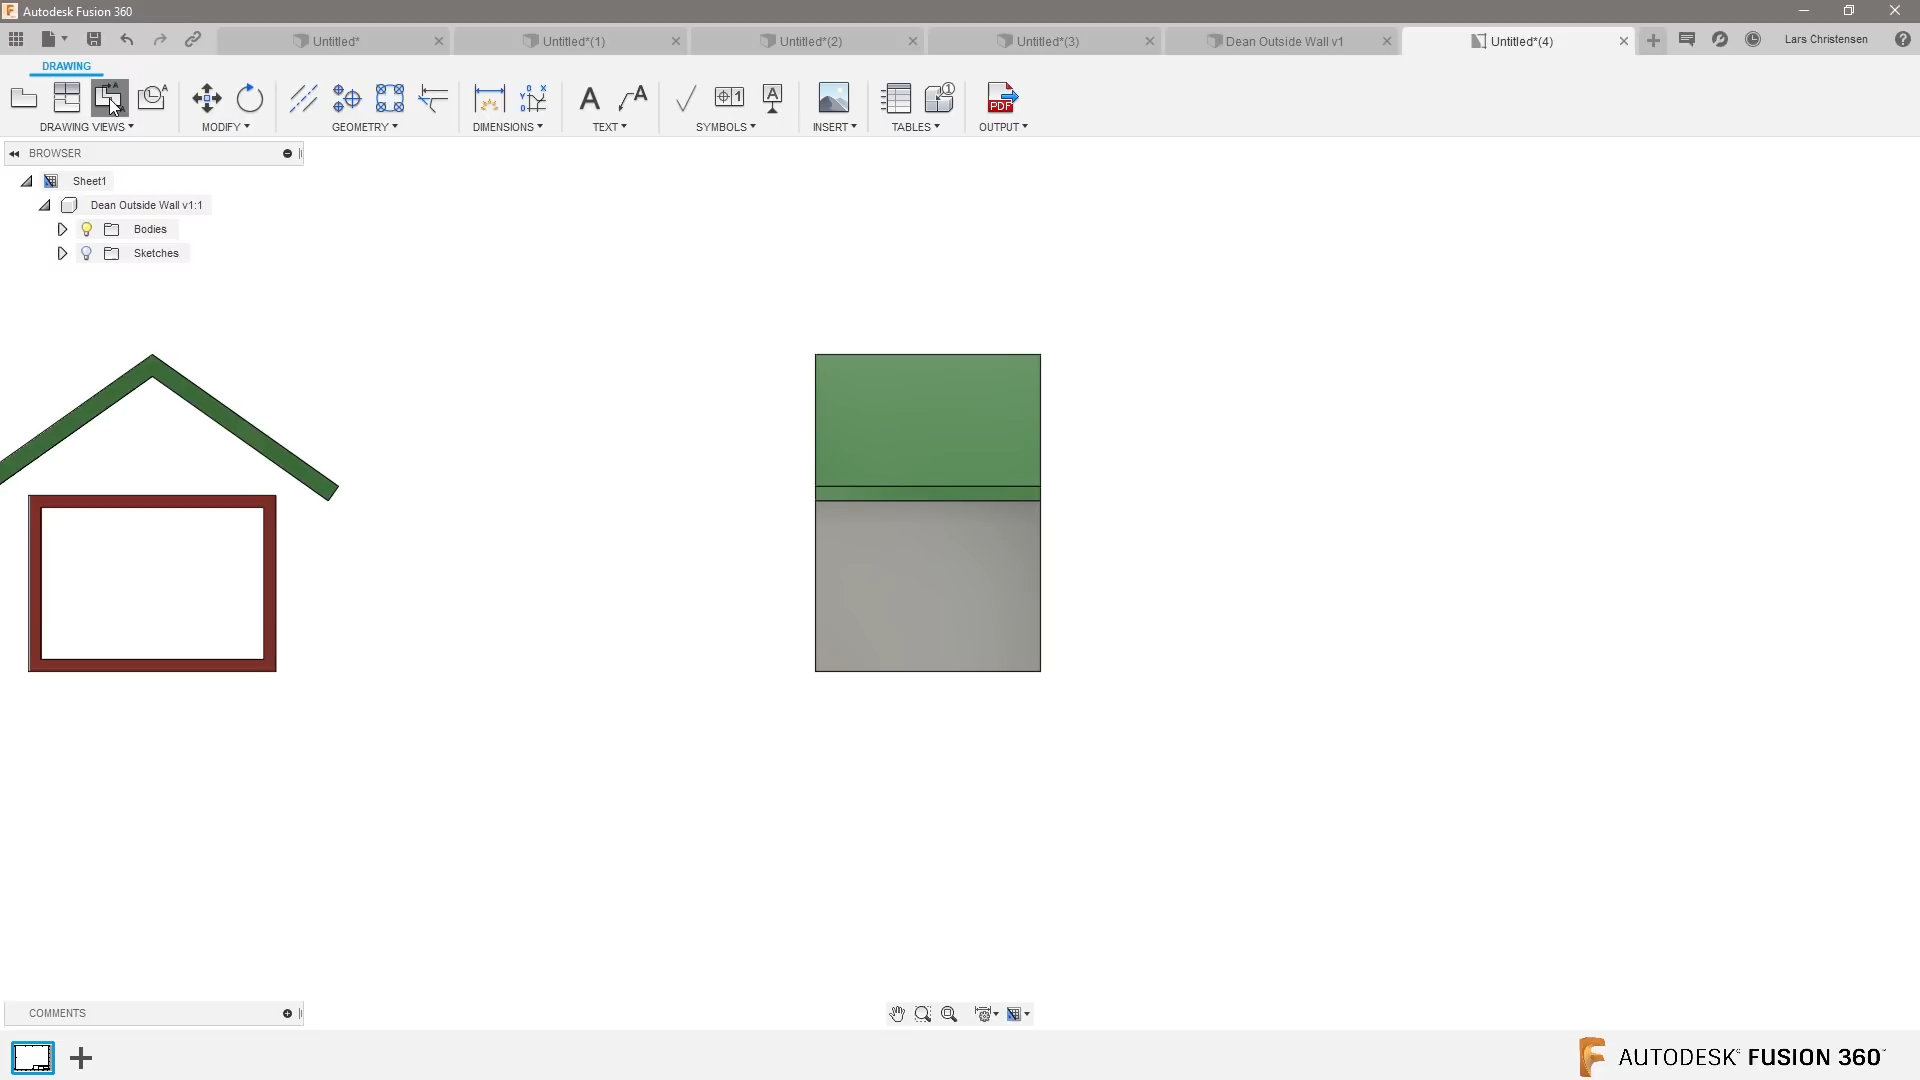 Autodesk Fusion 360
Untitled*
Untitled*(1)
Untitled*(2)
Untitled*(3)
Dean Outside Wall v1
Untitled*(4)
Lars Christensen
DRAWING
DRAWING VIEWS
MODIFY
GEOMETRY
DIMENSIONS
TEXT
SYMBOLS
INSERT
TABLES
OUTPUT
BROWSER
Sheet1
Dean Outside Wall v1:1
Bodies
Sketches
COMMENTS
AUTODESK FUSION 360